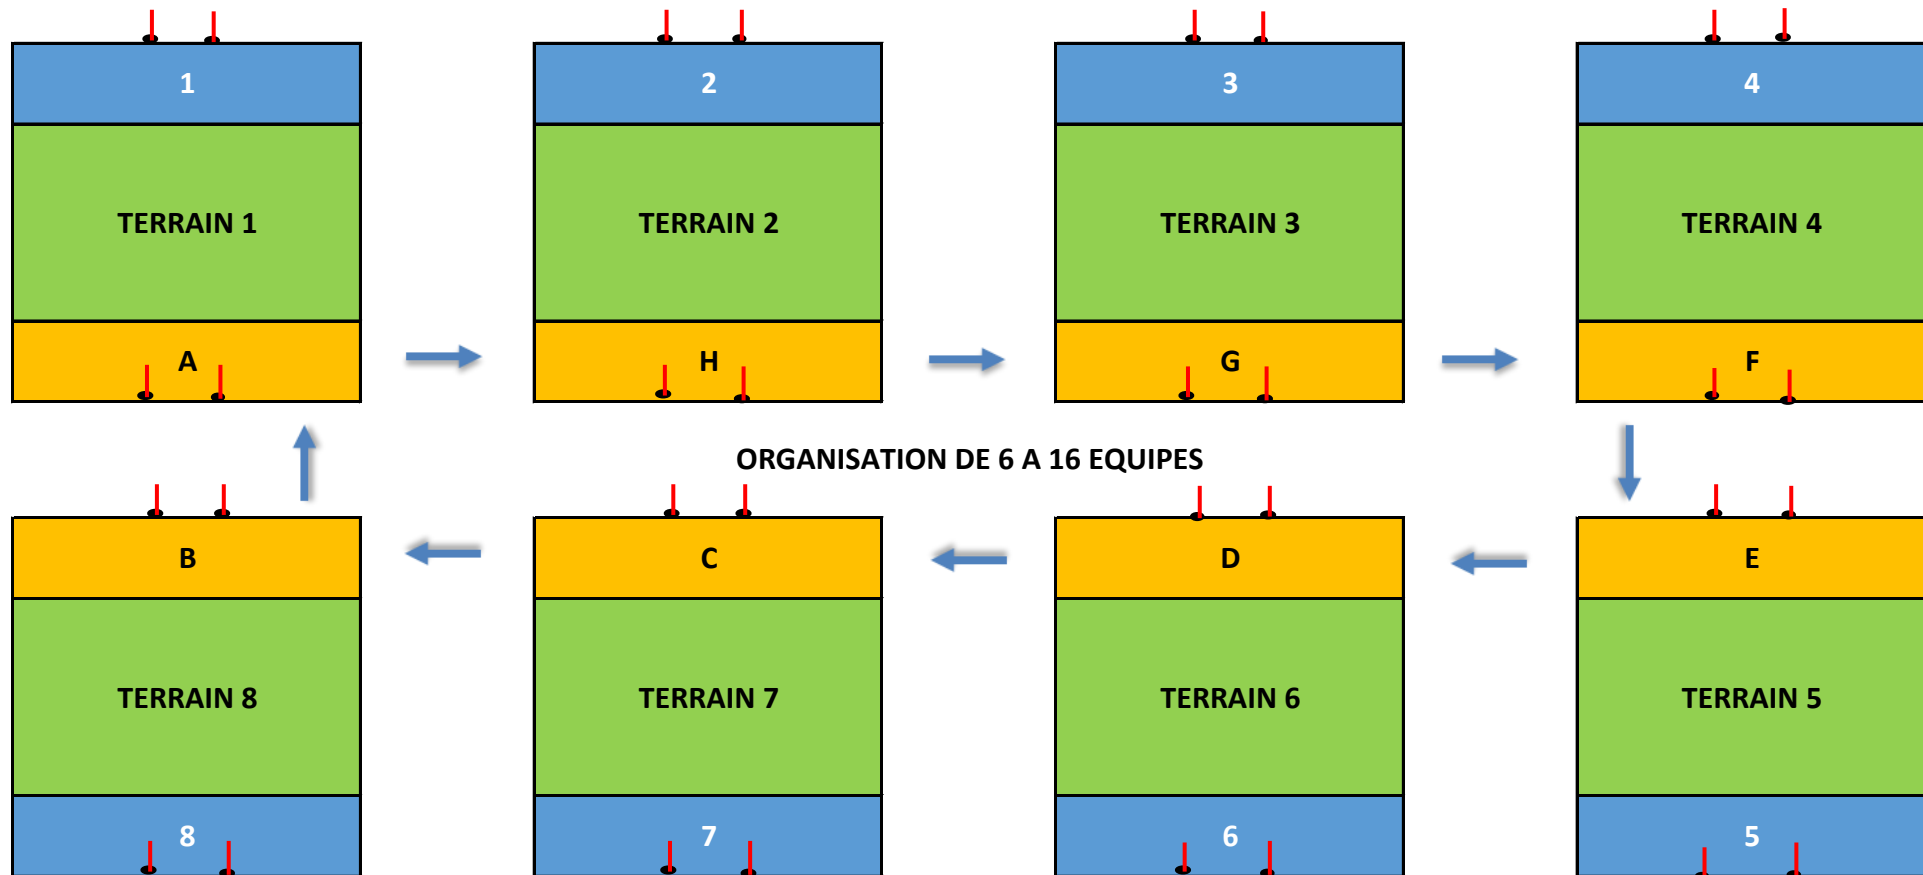 1
2
3
4
TERRAIN 1
TERRAIN 2
TERRAIN 3
TERRAIN 4
A
H
G
F
ORGANISATION DE 6 A 16 EQUIPES
B
C
D
E
TERRAIN 8
TERRAIN 7
TERRAIN 6
TERRAIN 5
8
7
6
5